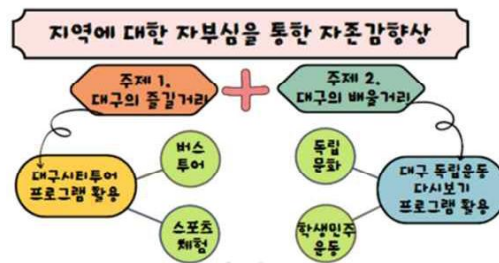 지역에 대한 자부심을 통한 자존감향상
주제 1.
대구의 즐길거리
주제 2.
대구의 배울거리
대구시티투어
프로그램 활용
버스
투어
스포츠
체험
독립
문화
학생민주
운동
대구 독립운동
다시보기
프로그램 활용